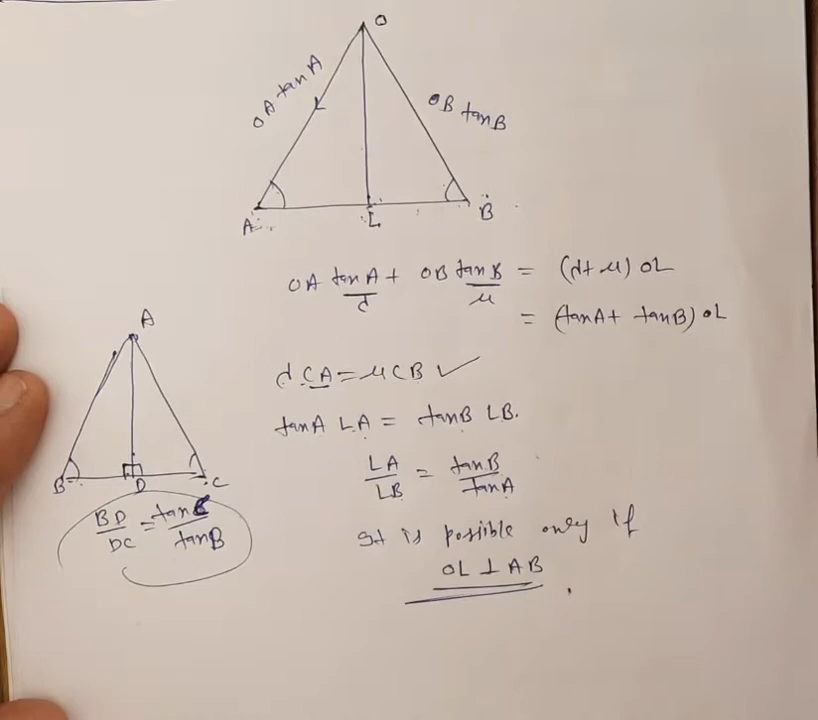 O
OA tanA
OB tanB
A
L
B
OA tanA/λ + OB tanB/μ = (λ+μ) OL
= (tanA + tanB) OL
A
λ CA = μ CB ✓
tanA LA = tanB LB.
LA/LB = tanB/tanA
B
D
C
BD/DC = tanC/tanB
It is possible only if
OL ⊥ AB